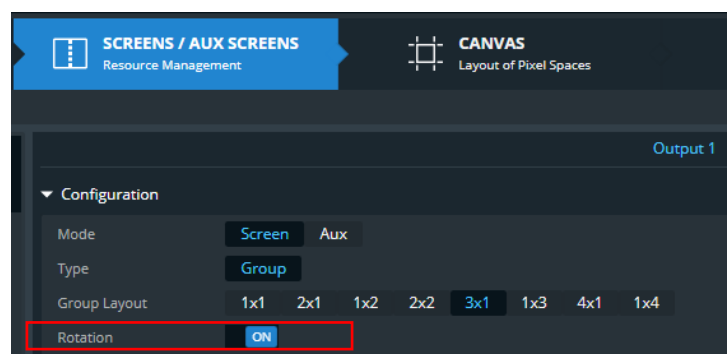 SCREENS / AUX SCREENS
Resource Management
CANVAS
Layout of Pixel Spaces
Output 1
Configuration
Mode Screen Aux
Type Group
Group Layout 1x1 2x1 1x2 2x2 3x1 1x3 4x1 1x4
Rotation ON